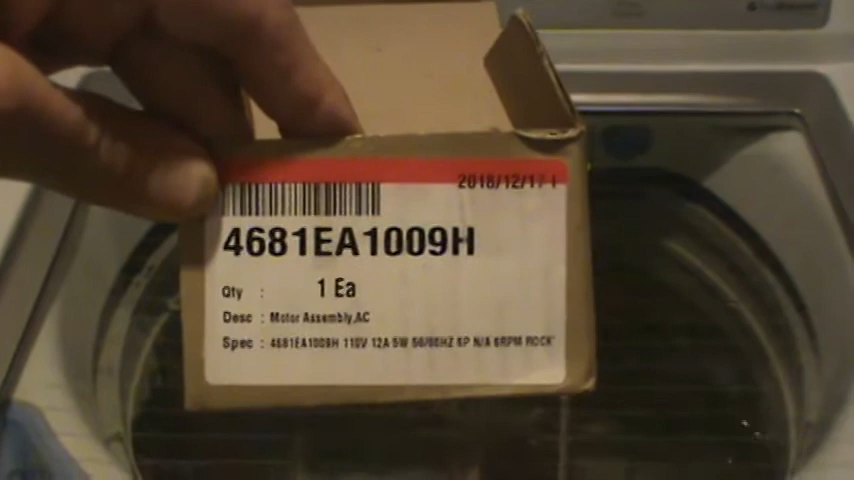 2018/12/17
4681EA1009H
Qty : 1 Ea
Desc : Motor Assembly,AC
Spec : 4681EA1009H 110V 12A 5W 50/60HZ 6P N/A 6RPM ROCK